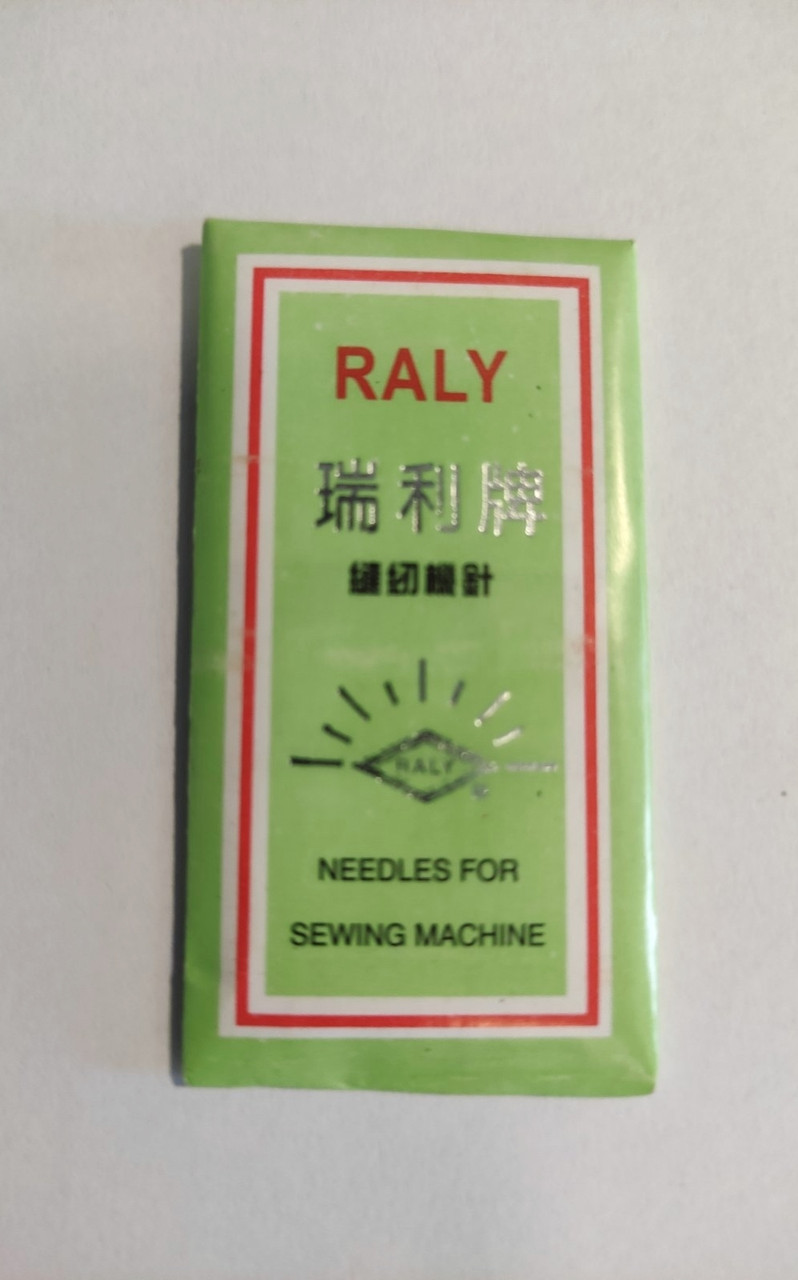 RALY
瑞利牌
縫紉機針
RALY
NEEDLES FOR
SEWING MACHINE